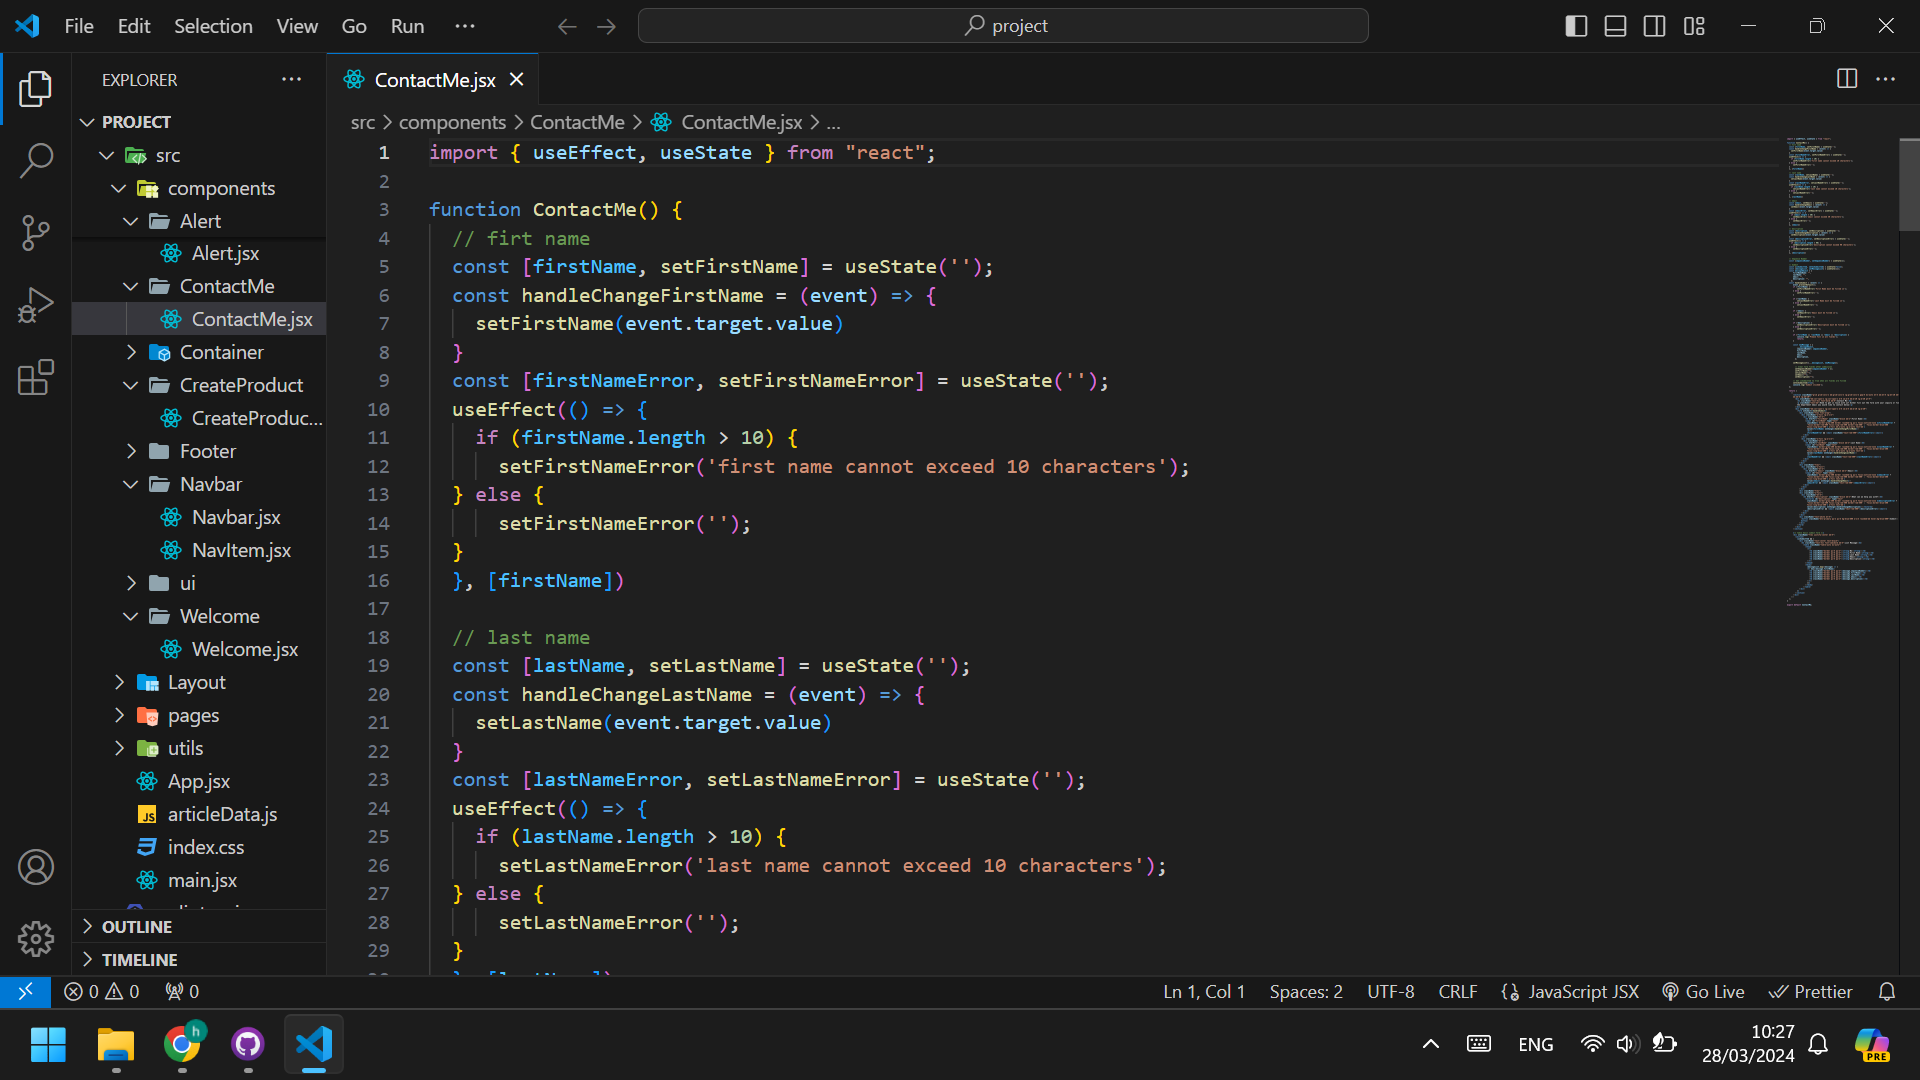 File Edit Selection View Go Run ···
project
EXPLORER
PROJECT
src
components
Alert
Alert.jsx
ContactMe
ContactMe.jsx
Container
CreateProduct
CreateProduc...
Footer
Navbar
Navbar.jsx
NavItem.jsx
ui
Welcome
Welcome.jsx
Layout
pages
utils
App.jsx
articleData.js
index.css
main.jsx
OUTLINE
TIMELINE
ContactMe.jsx
src > components > ContactMe > ContactMe.jsx > ...
1 import { useEffect, useState } from "react";
2
3 function ContactMe() {
4 // firt name
5 const [firstName, setFirstName] = useState('');
6 const handleChangeFirstName = (event) => {
7 setFirstName(event.target.value)
8 }
9 const [firstNameError, setFirstNameError] = useState('');
10 useEffect(() => {
11 if (firstName.length > 10) {
12 setFirstNameError('first name cannot exceed 10 characters');
13 } else {
14 setFirstNameError('');
15 }
16 }, [firstName])
17
18 // last name
19 const [lastName, setLastName] = useState('');
20 const handleChangeLastName = (event) => {
21 setLastName(event.target.value)
22 }
23 const [lastNameError, setLastNameError] = useState('');
24 useEffect(() => {
25 if (lastName.length > 10) {
26 setLastNameError('last name cannot exceed 10 characters');
27 } else {
28 setLastNameError('');
29 }
0 0 0 Ln 1, Col 1 Spaces: 2 UTF-8 CRLF JavaScript JSX Go Live Prettier
h
ENG
10:27
28/03/2024
PRE